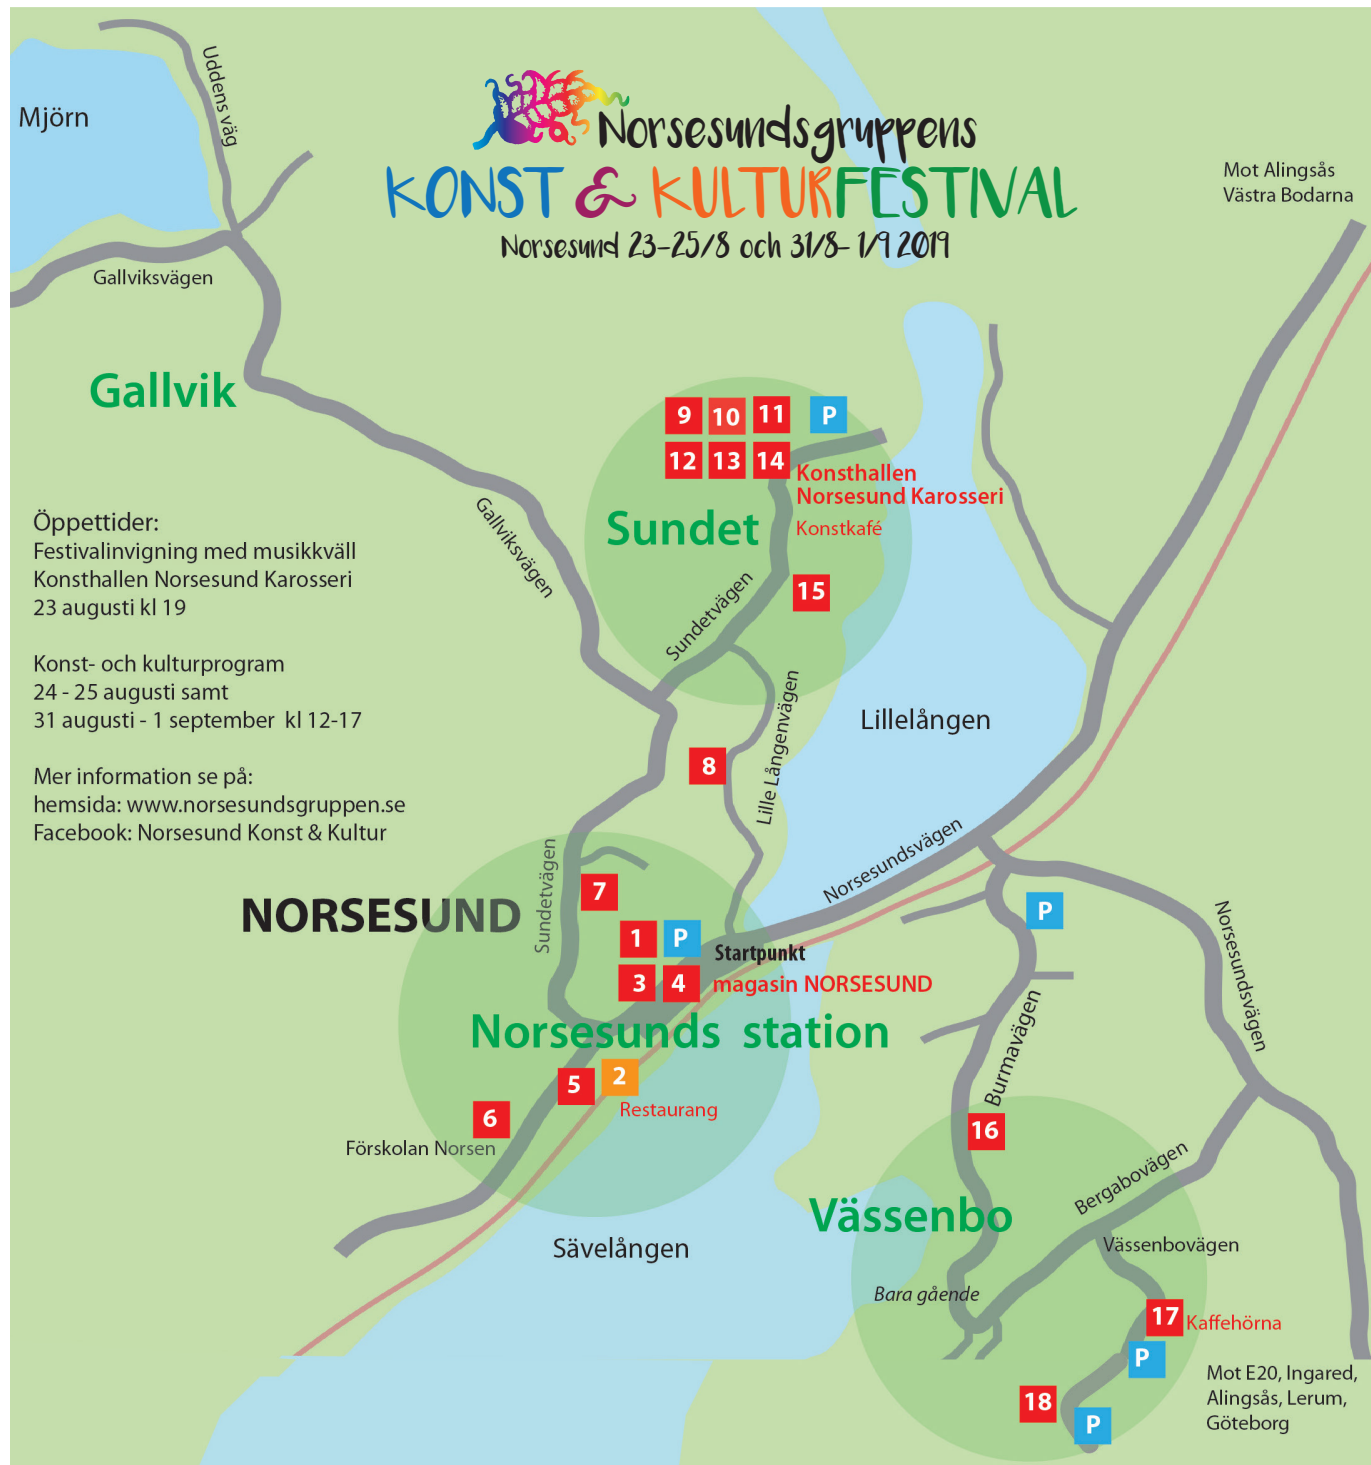 Mjörn
Uddens väg
Norsesundsgruppens
KONST & KULTURFESTIVAL
Norsesund 23-25/8 och 31/8- 1/9 2019
Mot Alingsås
Västra Bodarna
Gallviksvägen
Gallvik
9 10 11 P
12 13 14
Konsthallen
Norsesund Karosseri
Konstkafé
Sundet
Gallviksvägen
Öppettider:
Festivalinvigning med musikkväll
Konsthallen Norsesund Karosseri
23 augusti kl 19
Konst- och kulturprogram
24 - 25 augusti samt
31 augusti - 1 september kl 12-17
Mer information se på:
hemsida: www.norsesundsgruppen.se
Facebook: Norsesund Konst & Kultur
15
Sundetvägen
Lille Långenvägen
Lillelången
8
Norsesundsvägen
Sundetvägen
NORSESUND
7
P
Norsesundsvägen
1 P
Startpunkt
3 4
magasin NORSESUND
Norsesunds station
Burmavägen
5 2
Restaurang
6
Förskolan Norsen
16
Bergabovägen
Vässenbo
Sävelången
Vässenbovägen
Bara gående
17 Kaffehörna
P
18
P
Mot E20, Ingared,
Alingsås, Lerum,
Göteborg